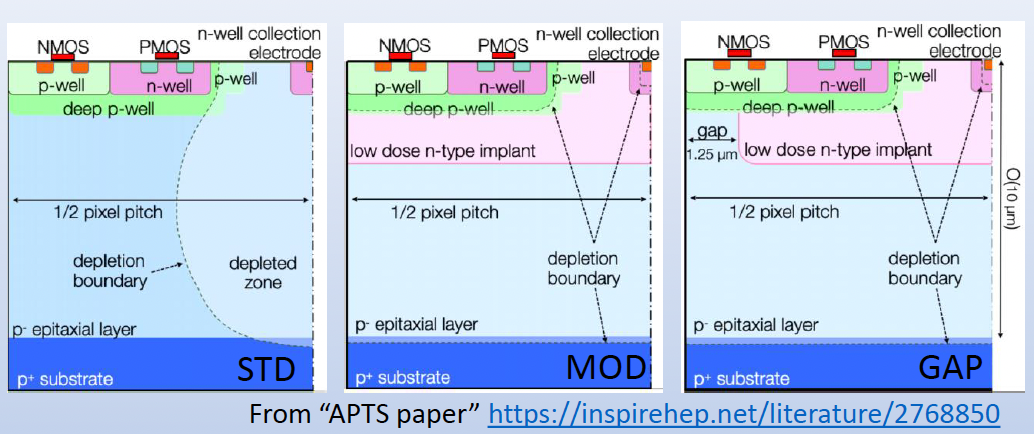 n-well collection
electrode
NMOS
PMOS
p-well
p-well
n-well
deep p-well
1/2 pixel pitch
depletion
boundary
depleted
zone
p- epitaxial layer
STD
p+ substrate
n-well collection
electrode
NMOS
PMOS
p-well
p-well
n-well
deep p-well
low dose n-type implant
1/2 pixel pitch
depletion
boundary
p- epitaxial layer
MOD
p+ substrate
n-well collection
electrode
NMOS
PMOS
p-well
p-well
n-well
deep p-well
gap
1.25 µm
low dose n-type implant
O(10 µm)
1/2 pixel pitch
depletion
boundary
p- epitaxial layer
GAP
p+ substrate
From “APTS paper” https://inspirehep.net/literature/2768850